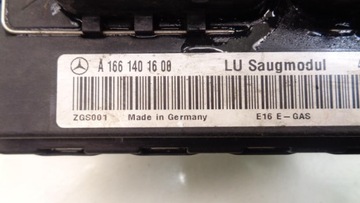 A 166 140 16 00 LU Saugmodul
ZGS001 Made in Germany E16 E-GAS